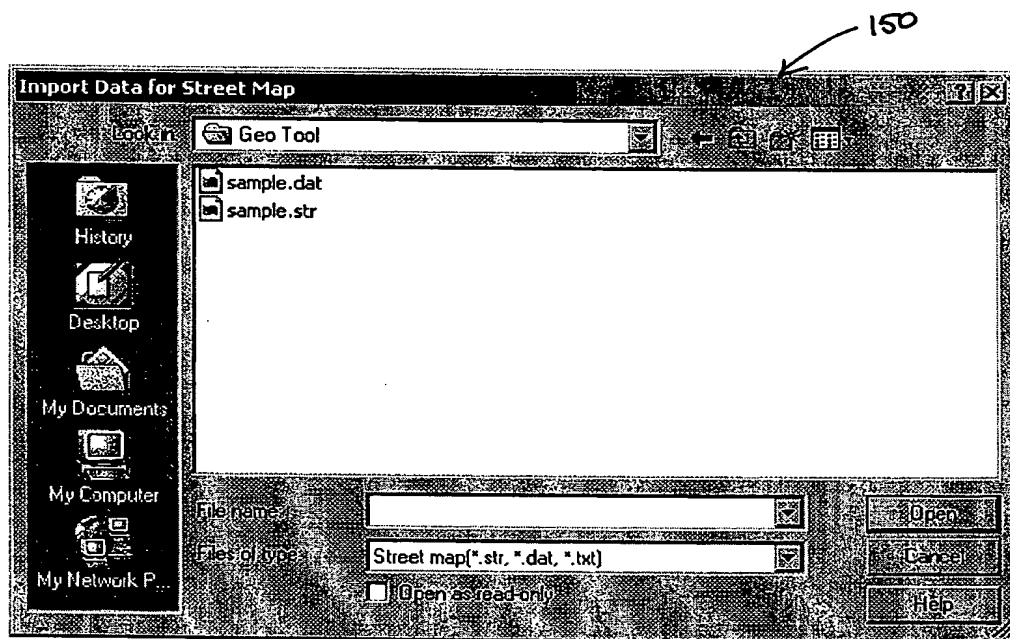 150
Import Data for Street Map
Look in:
Geo Tool
sample.dat
sample.str
History
Desktop
My Documents
My Computer
My Network P...
File name:
Files of type:
Street map(*.str, *.dat, *.txt)
Open as read-only
Open
Cancel
Help